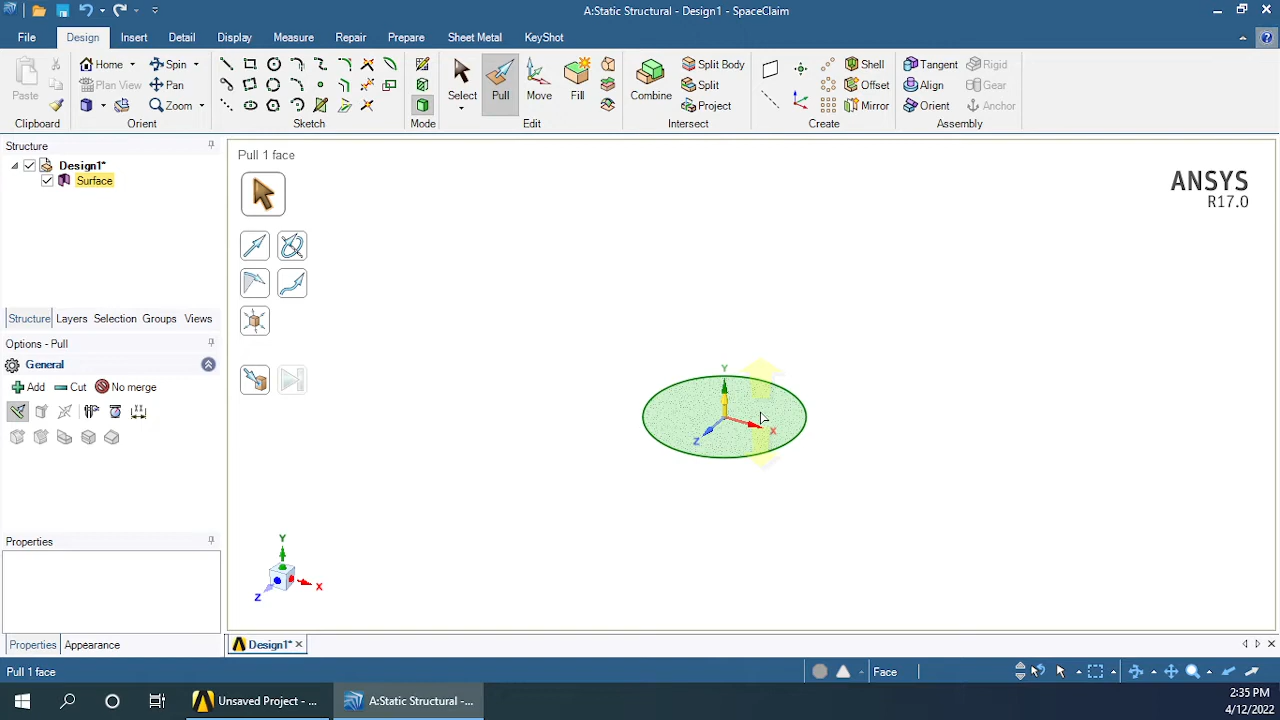 A:Static Structural - Design1 - SpaceClaim
File Design Insert Detail Display Measure Repair Prepare Sheet Metal KeyShot
Paste
Clipboard
Home Spin
Plan View Pan
Zoom
Orient
Sketch
Mode
Select Pull Move Fill
Edit
Combine
Split Body
Split
Project
Intersect
Shell
Offset
Mirror
Create
Tangent Rigid
Align Gear
Orient Anchor
Assembly
Structure
Design1*
Surface
Structure Layers Selection Groups Views
Options - Pull
General
Add Cut No merge
Properties
Properties Appearance
Pull 1 face
ANSYS
R17.0
Y
X
Z
Y
X
Z
Design1*
Pull 1 face
Face
Unsaved Project - ...
A:Static Structural -...
2:35 PM
4/12/2022